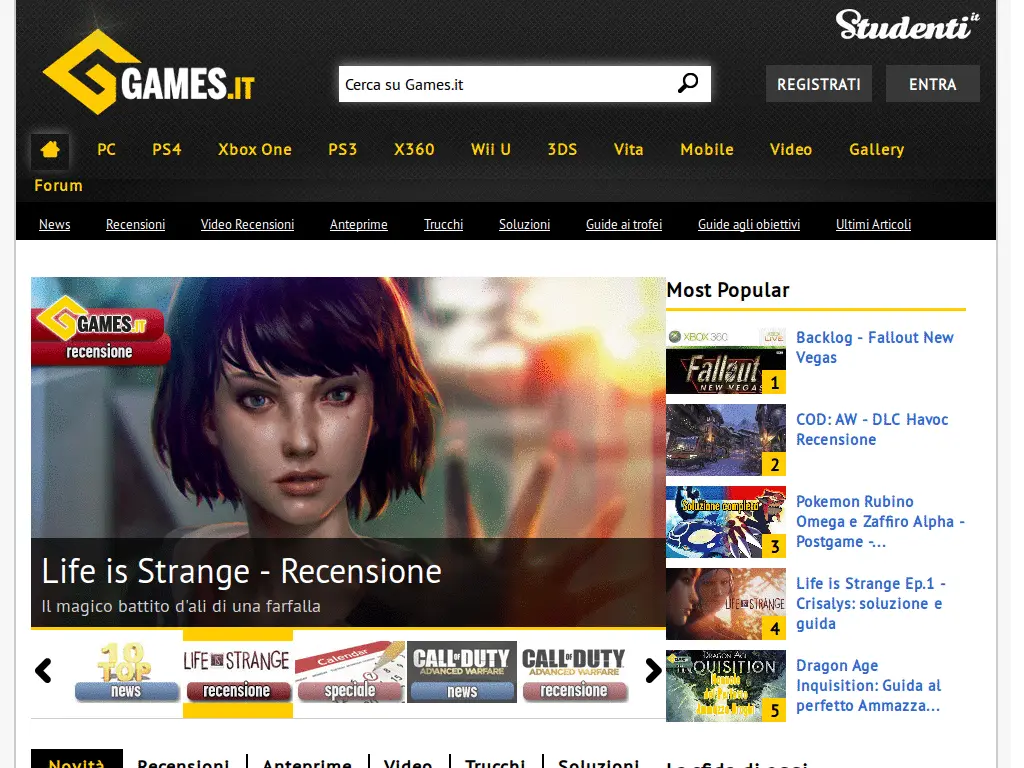 Studenti.it
GAMES.IT
Cerca su Games.it
REGISTRATI
ENTRA
PC
PS4
Xbox One
PS3
X360
Wii U
3DS
Vita
Mobile
Video
Gallery
Forum
News
Recensioni
Video Recensioni
Anteprime
Trucchi
Soluzioni
Guide ai trofei
Guide agli obiettivi
Ultimi Articoli
GAMES.IT
recensione
Life is Strange - Recensione
Il magico battito d'ali di una farfalla
10
TOP
news
LIFE IS STRANGE
recensione
Calendar
speciale
CALL OF DUTY
ADVANCED WARFARE
news
CALL OF DUTY
ADVANCED WARFARE
recensione
Most Popular
XBOX 360
LIVE
Fallout
NEW VEGAS
1
Backlog - Fallout New
Vegas
2
COD: AW - DLC Havoc
Recensione
Soluzione completa
3
Pokemon Rubino
Omega e Zaffiro Alpha -
Postgame -...
LIFE IS STRANGE
4
Life is Strange Ep.1 -
Crisalys: soluzione e
guida
DRAGON AGE
INQUISITION
Manuale
del Perfetto
Ammazza Draghi
5
Dragon Age
Inquisition: Guida al
perfetto Ammazza...
Novità
Recensioni
Anteprime
Video
Trucchi
Soluzioni
La sfida di oggi